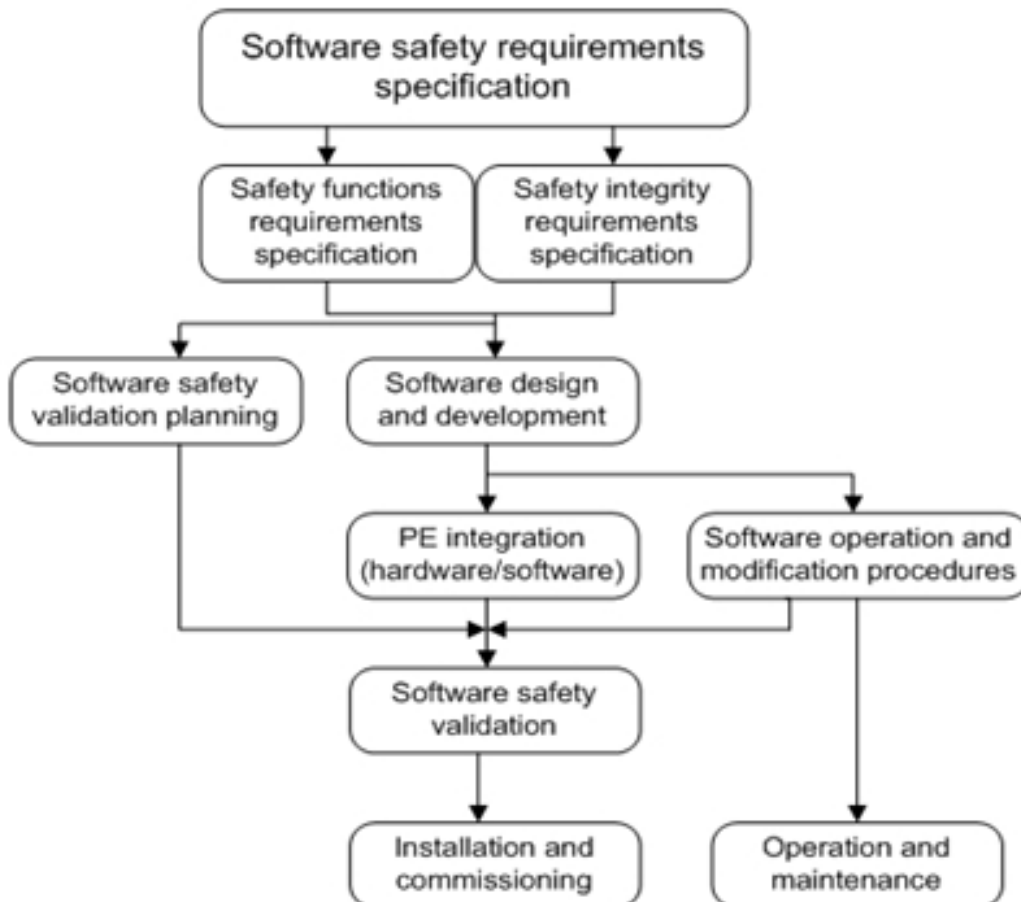 Software safety requirements
specification
Safety functions
requirements
specification
Safety integrity
requirements
specification
Software safety
validation planning
Software design
and development
PE integration
(hardware/software)
Software operation and
modification procedures
Software safety
validation
Installation and
commissioning
Operation and
maintenance